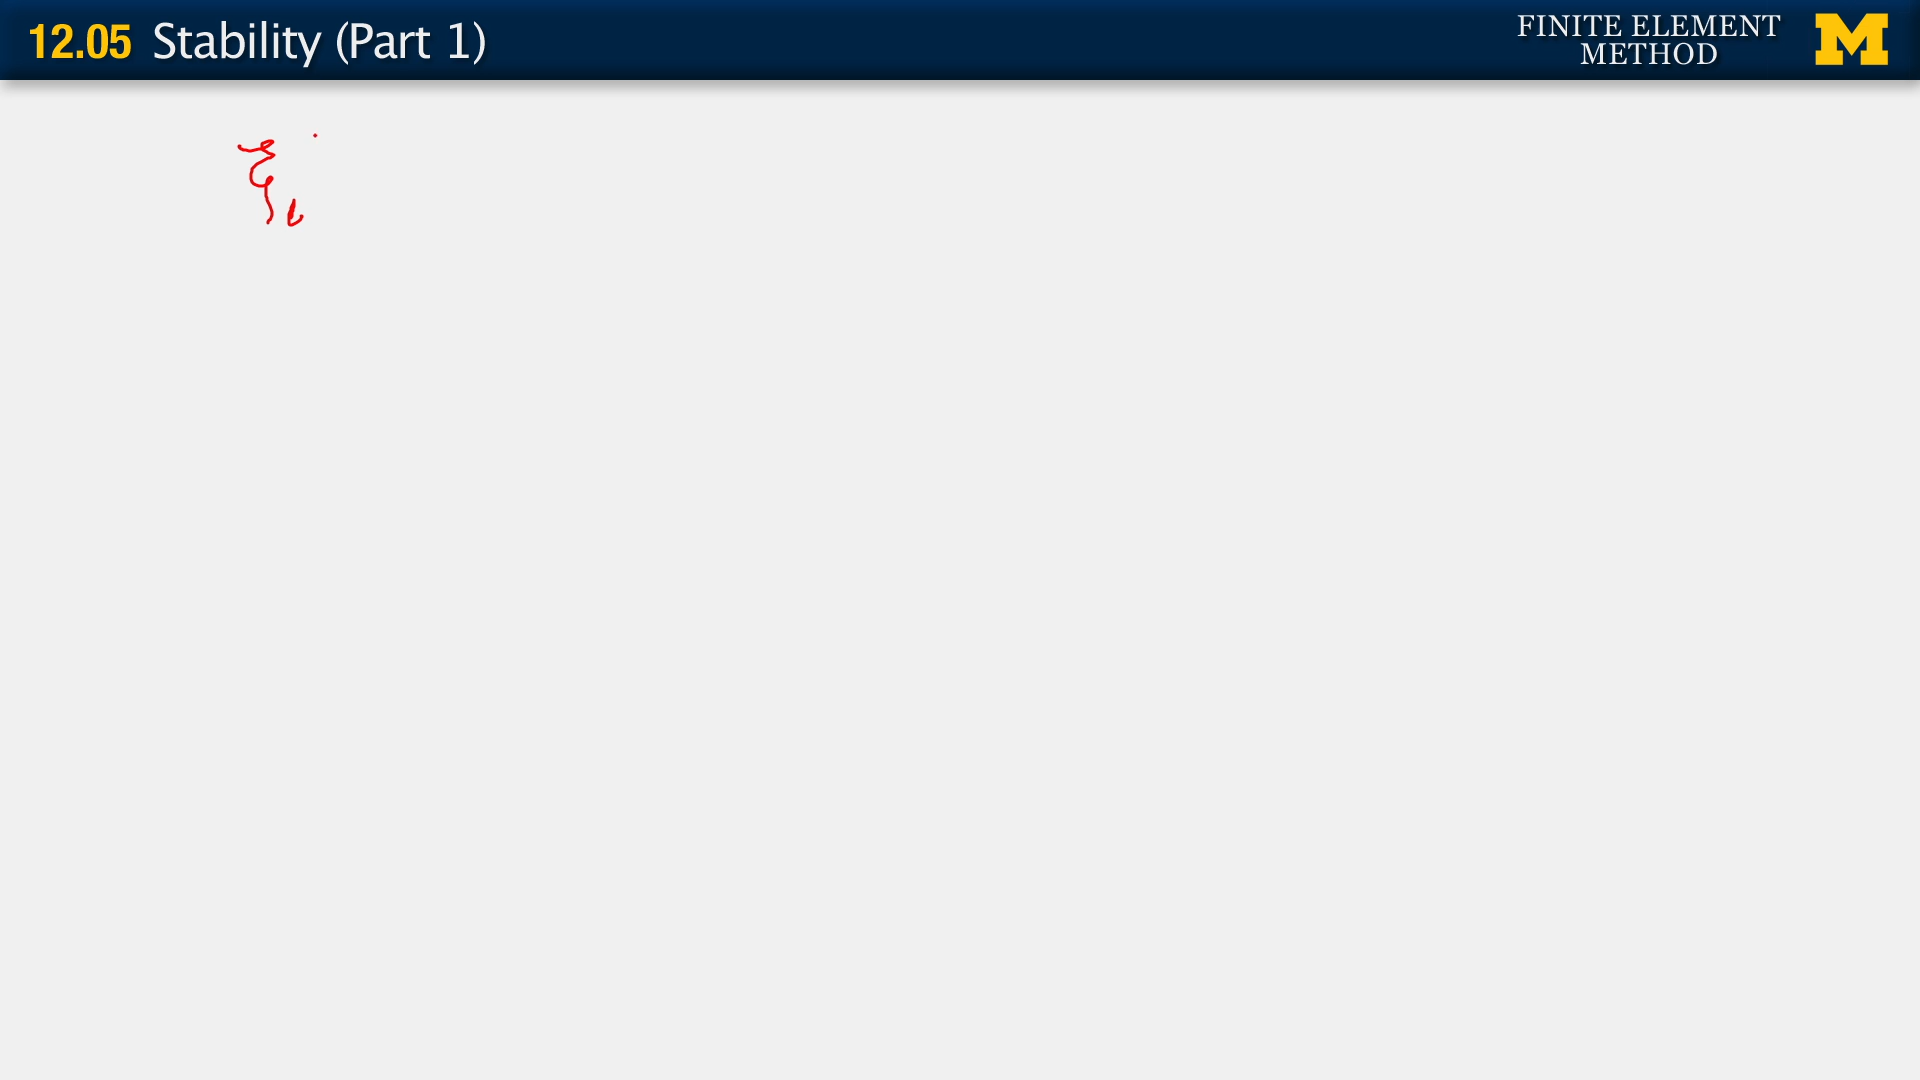 12.05 Stability (Part 1)
FINITE ELEMENT
METHOD
M
ξ